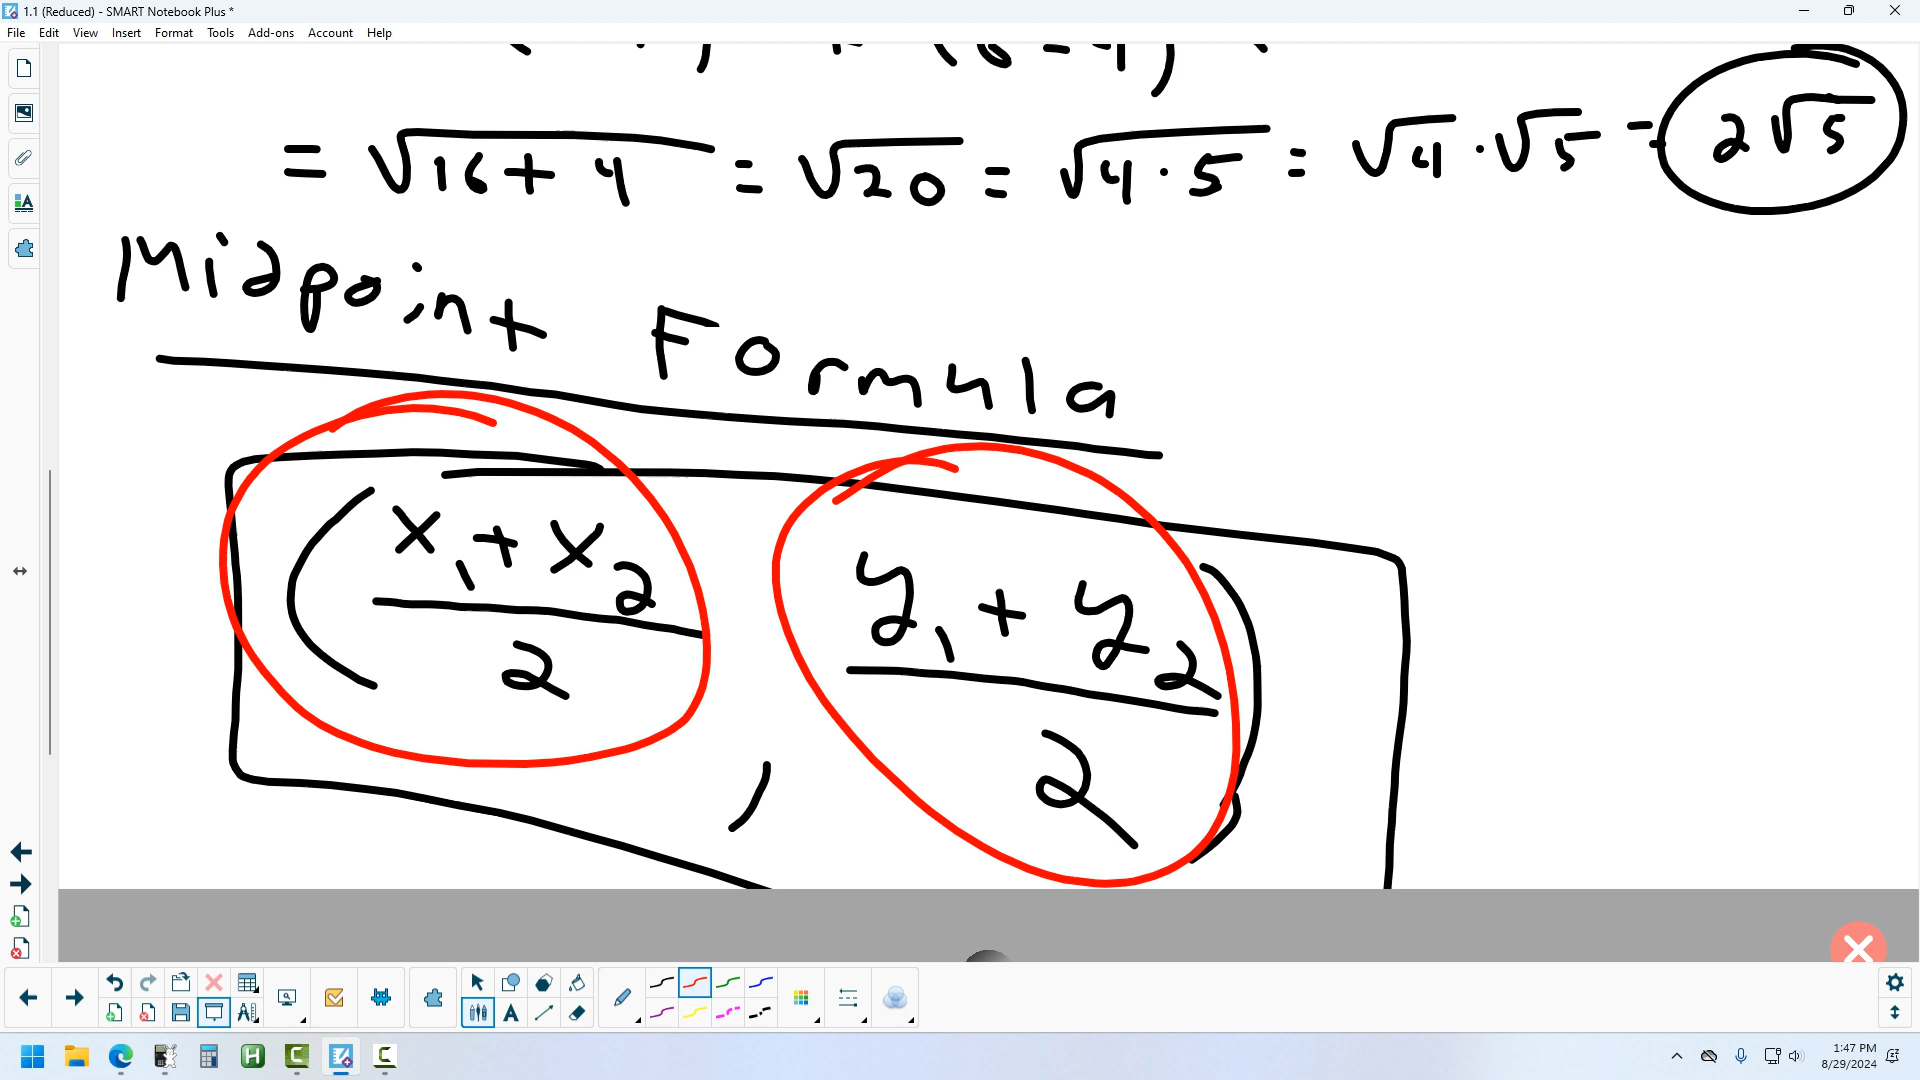 1.1 (Reduced) - SMART Notebook Plus *
File Edit View Insert Format Tools Add-ons Account Help
= √16 + 4 = √20 = √4 · 5 = √4 · √5 = 2√5
Midpoint Formula
(x₁ + x₂ / 2 , y₁ + y₂ / 2)
1:47 PM
8/29/2024